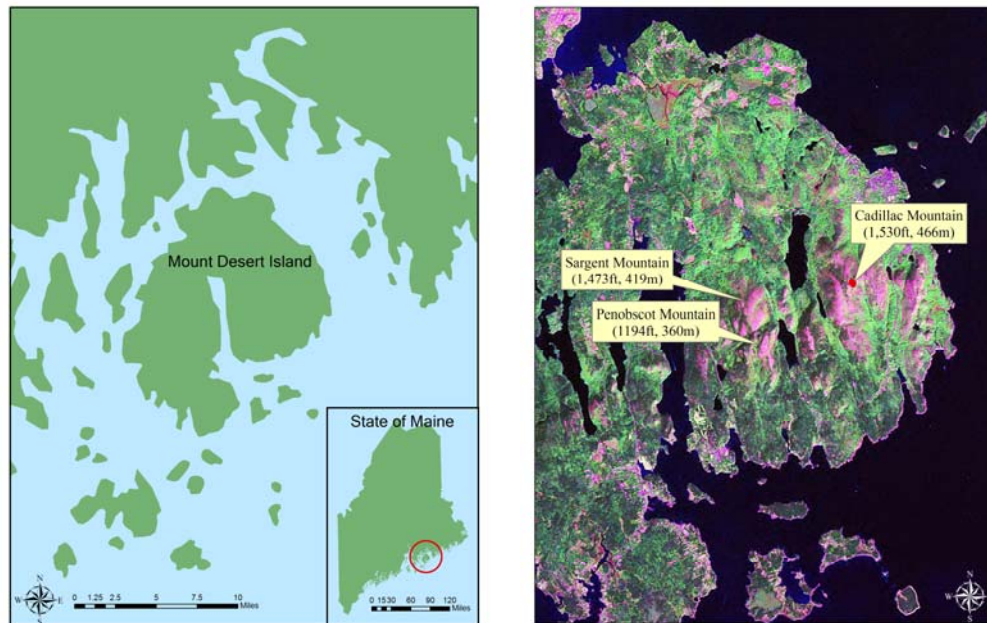 Mount Desert Island
State of Maine
N
W E
S
0 1.25 2.5 5 7.5 10
Miles
0 15 30 60 90 120
Miles
Cadillac Mountain
(1,530ft, 466m)
Sargent Mountain
(1,473ft, 419m)
Penobscot Mountain
(1194ft, 360m)
N
W E
S